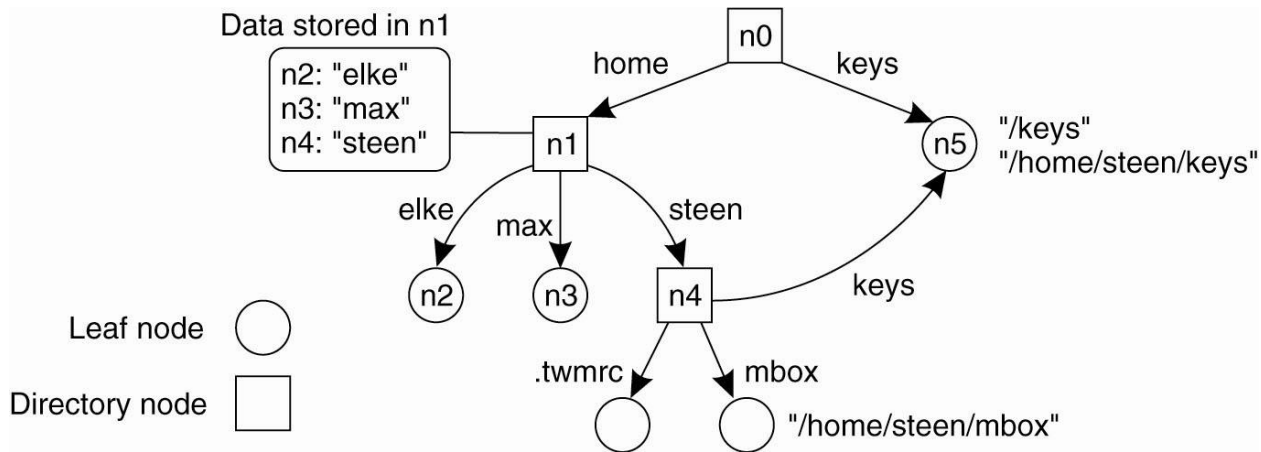 Data stored in n1
n0
n2: "elke"
n3: "max"
n4: "steen"
home
keys
n1
n5
"/keys"
"/home/steen/keys"
elke
max
steen
n2
n3
n4
keys
Leaf node
.twmrc
mbox
Directory node
"/home/steen/mbox"